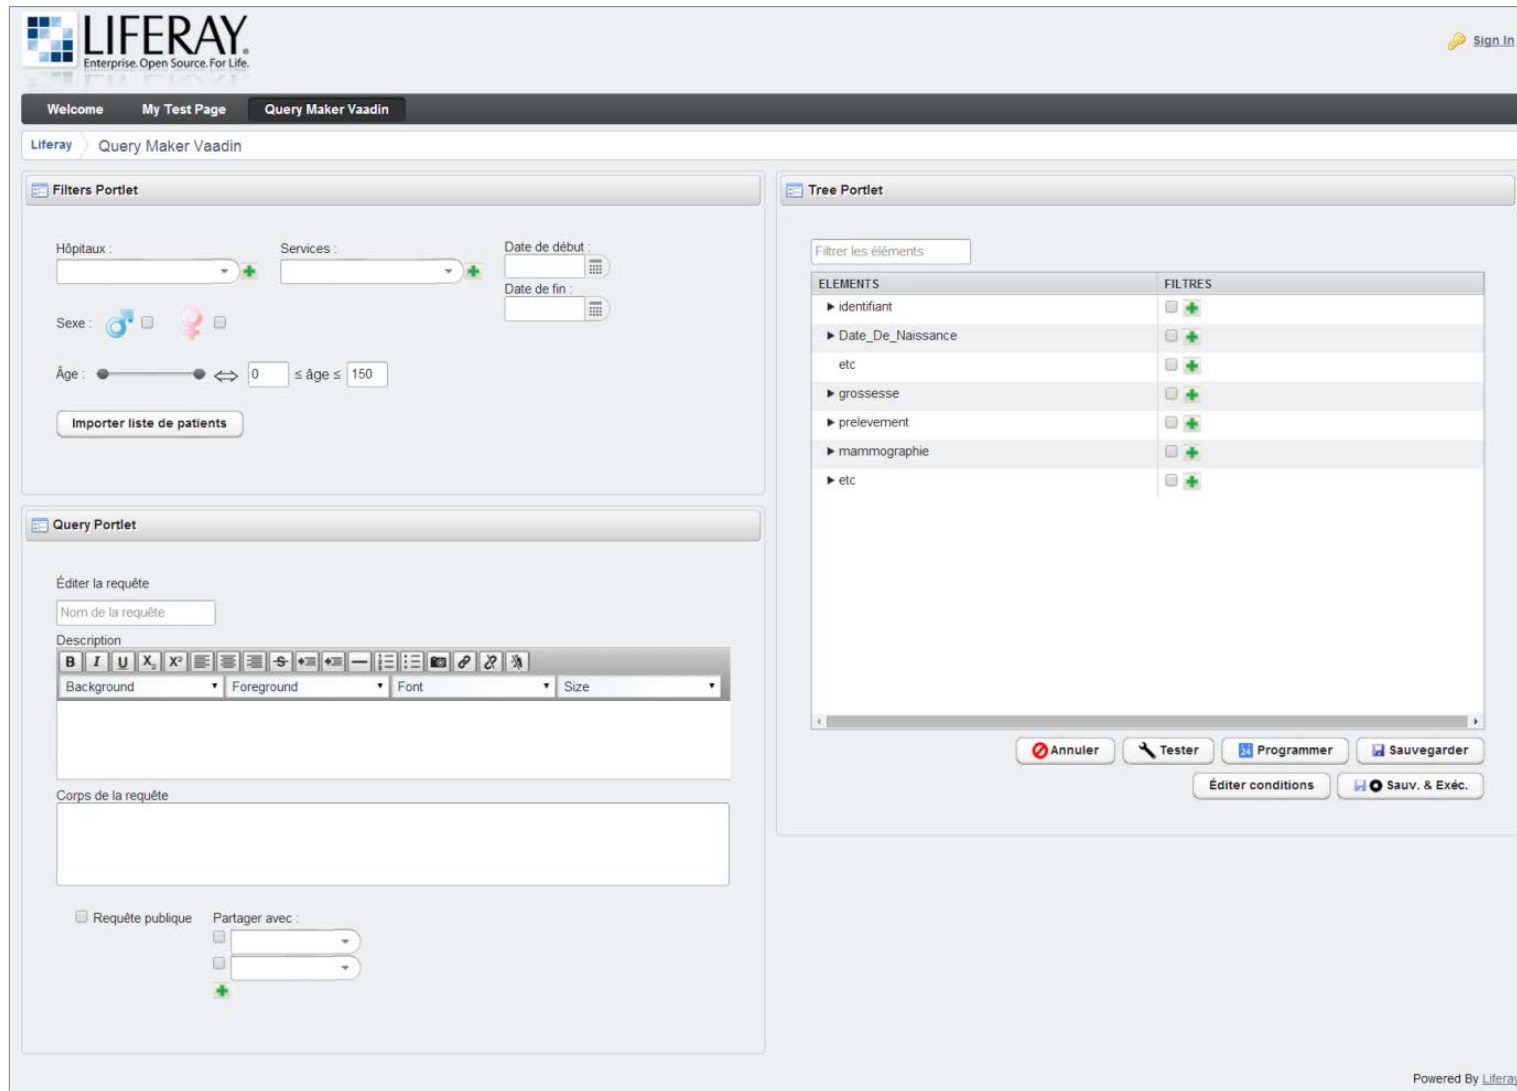 LIFERAY.
Enterprise. Open Source. For Life.
Sign In
Welcome My Test Page Query Maker Vaadin
Liferay Query Maker Vaadin
Filters Portlet
Hôpitaux :
Services :
Date de début :
Date de fin :
Sexe :
Âge : 0 ≤ âge ≤ 150
Importer liste de patients
Query Portlet
Éditer la requête
Nom de la requête
Description
B I U X₂ X² S
Background Foreground Font Size
Corps de la requête
Requête publique Partager avec :
Tree Portlet
Filtrer les éléments
ELEMENTS FILTRES
identifiant
Date_De_Naissance
etc
grossesse
prelevement
mammographie
etc
Annuler Tester 24 Programmer Sauvegarder
Éditer conditions Sauv. & Exéc.
Powered By Liferay